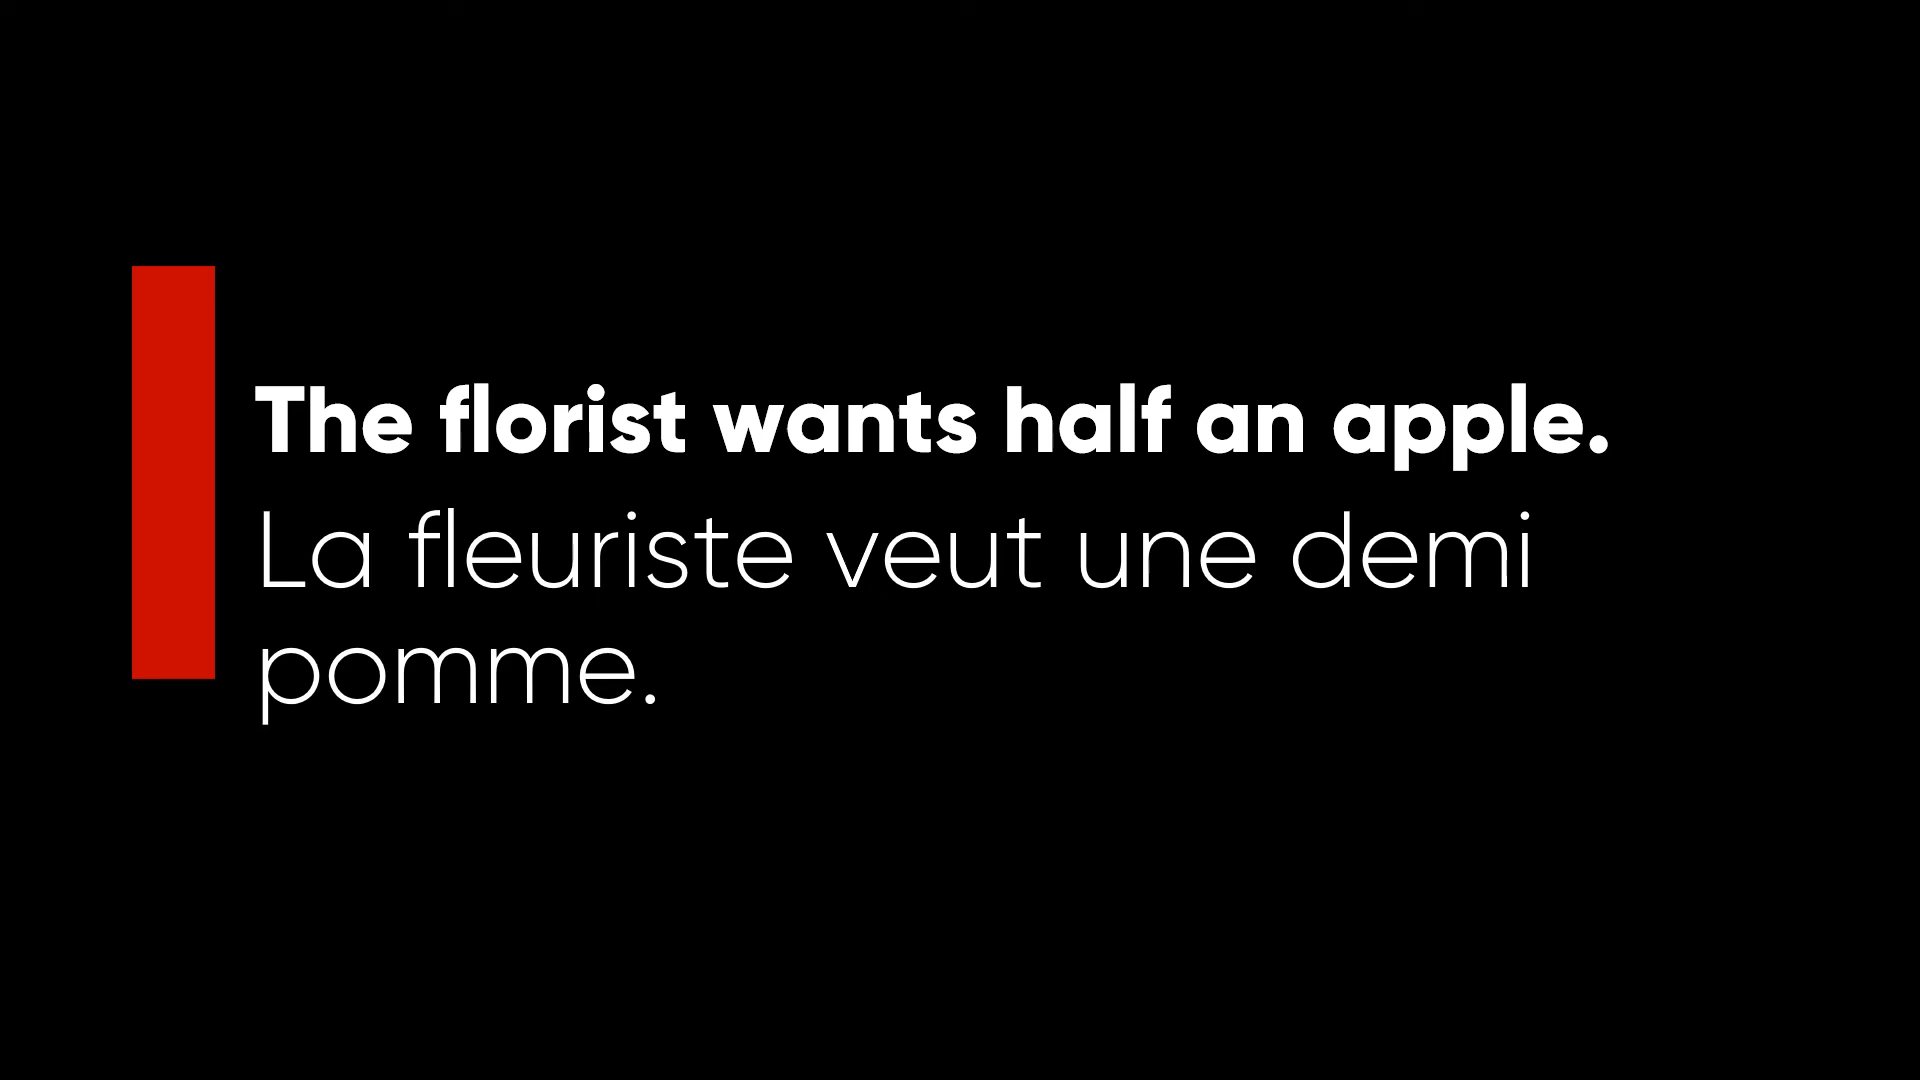 The florist wants half an apple.
La fleuriste veut une demi
pomme.